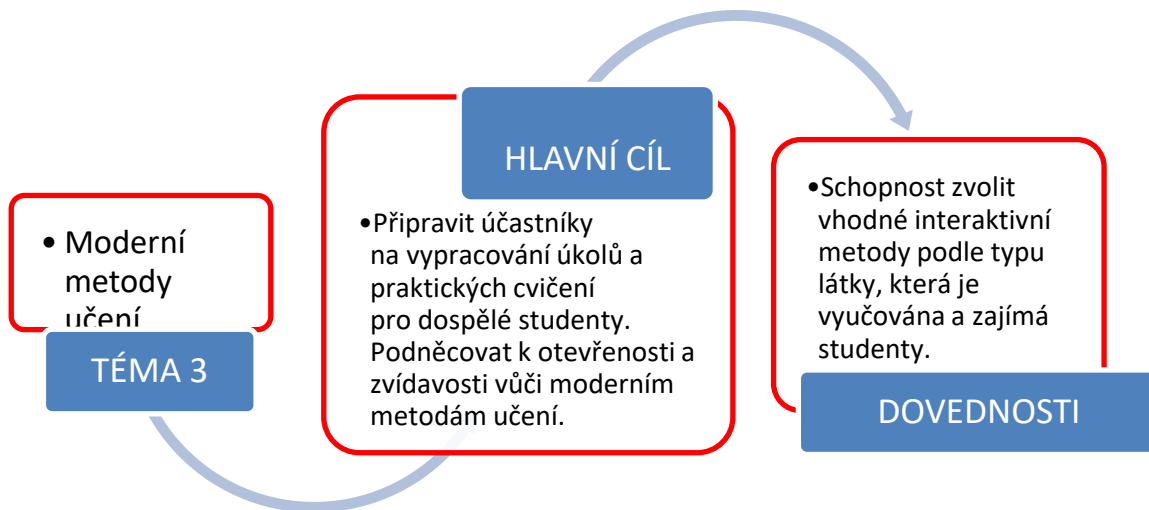 • Moderní
metody
učení
TÉMA 3
HLAVNÍ CÍL
•Připravit účastníky
na vypracování úkolů a
praktických cvičení
pro dospělé studenty.
Podněcovat k otevřenosti a
zvídavosti vůči moderním
metodám učení.
•Schopnost zvolit
vhodné interaktivní
metody podle typu
látky, která je
vyučována a zajímá
studenty.
DOVEDNOSTI